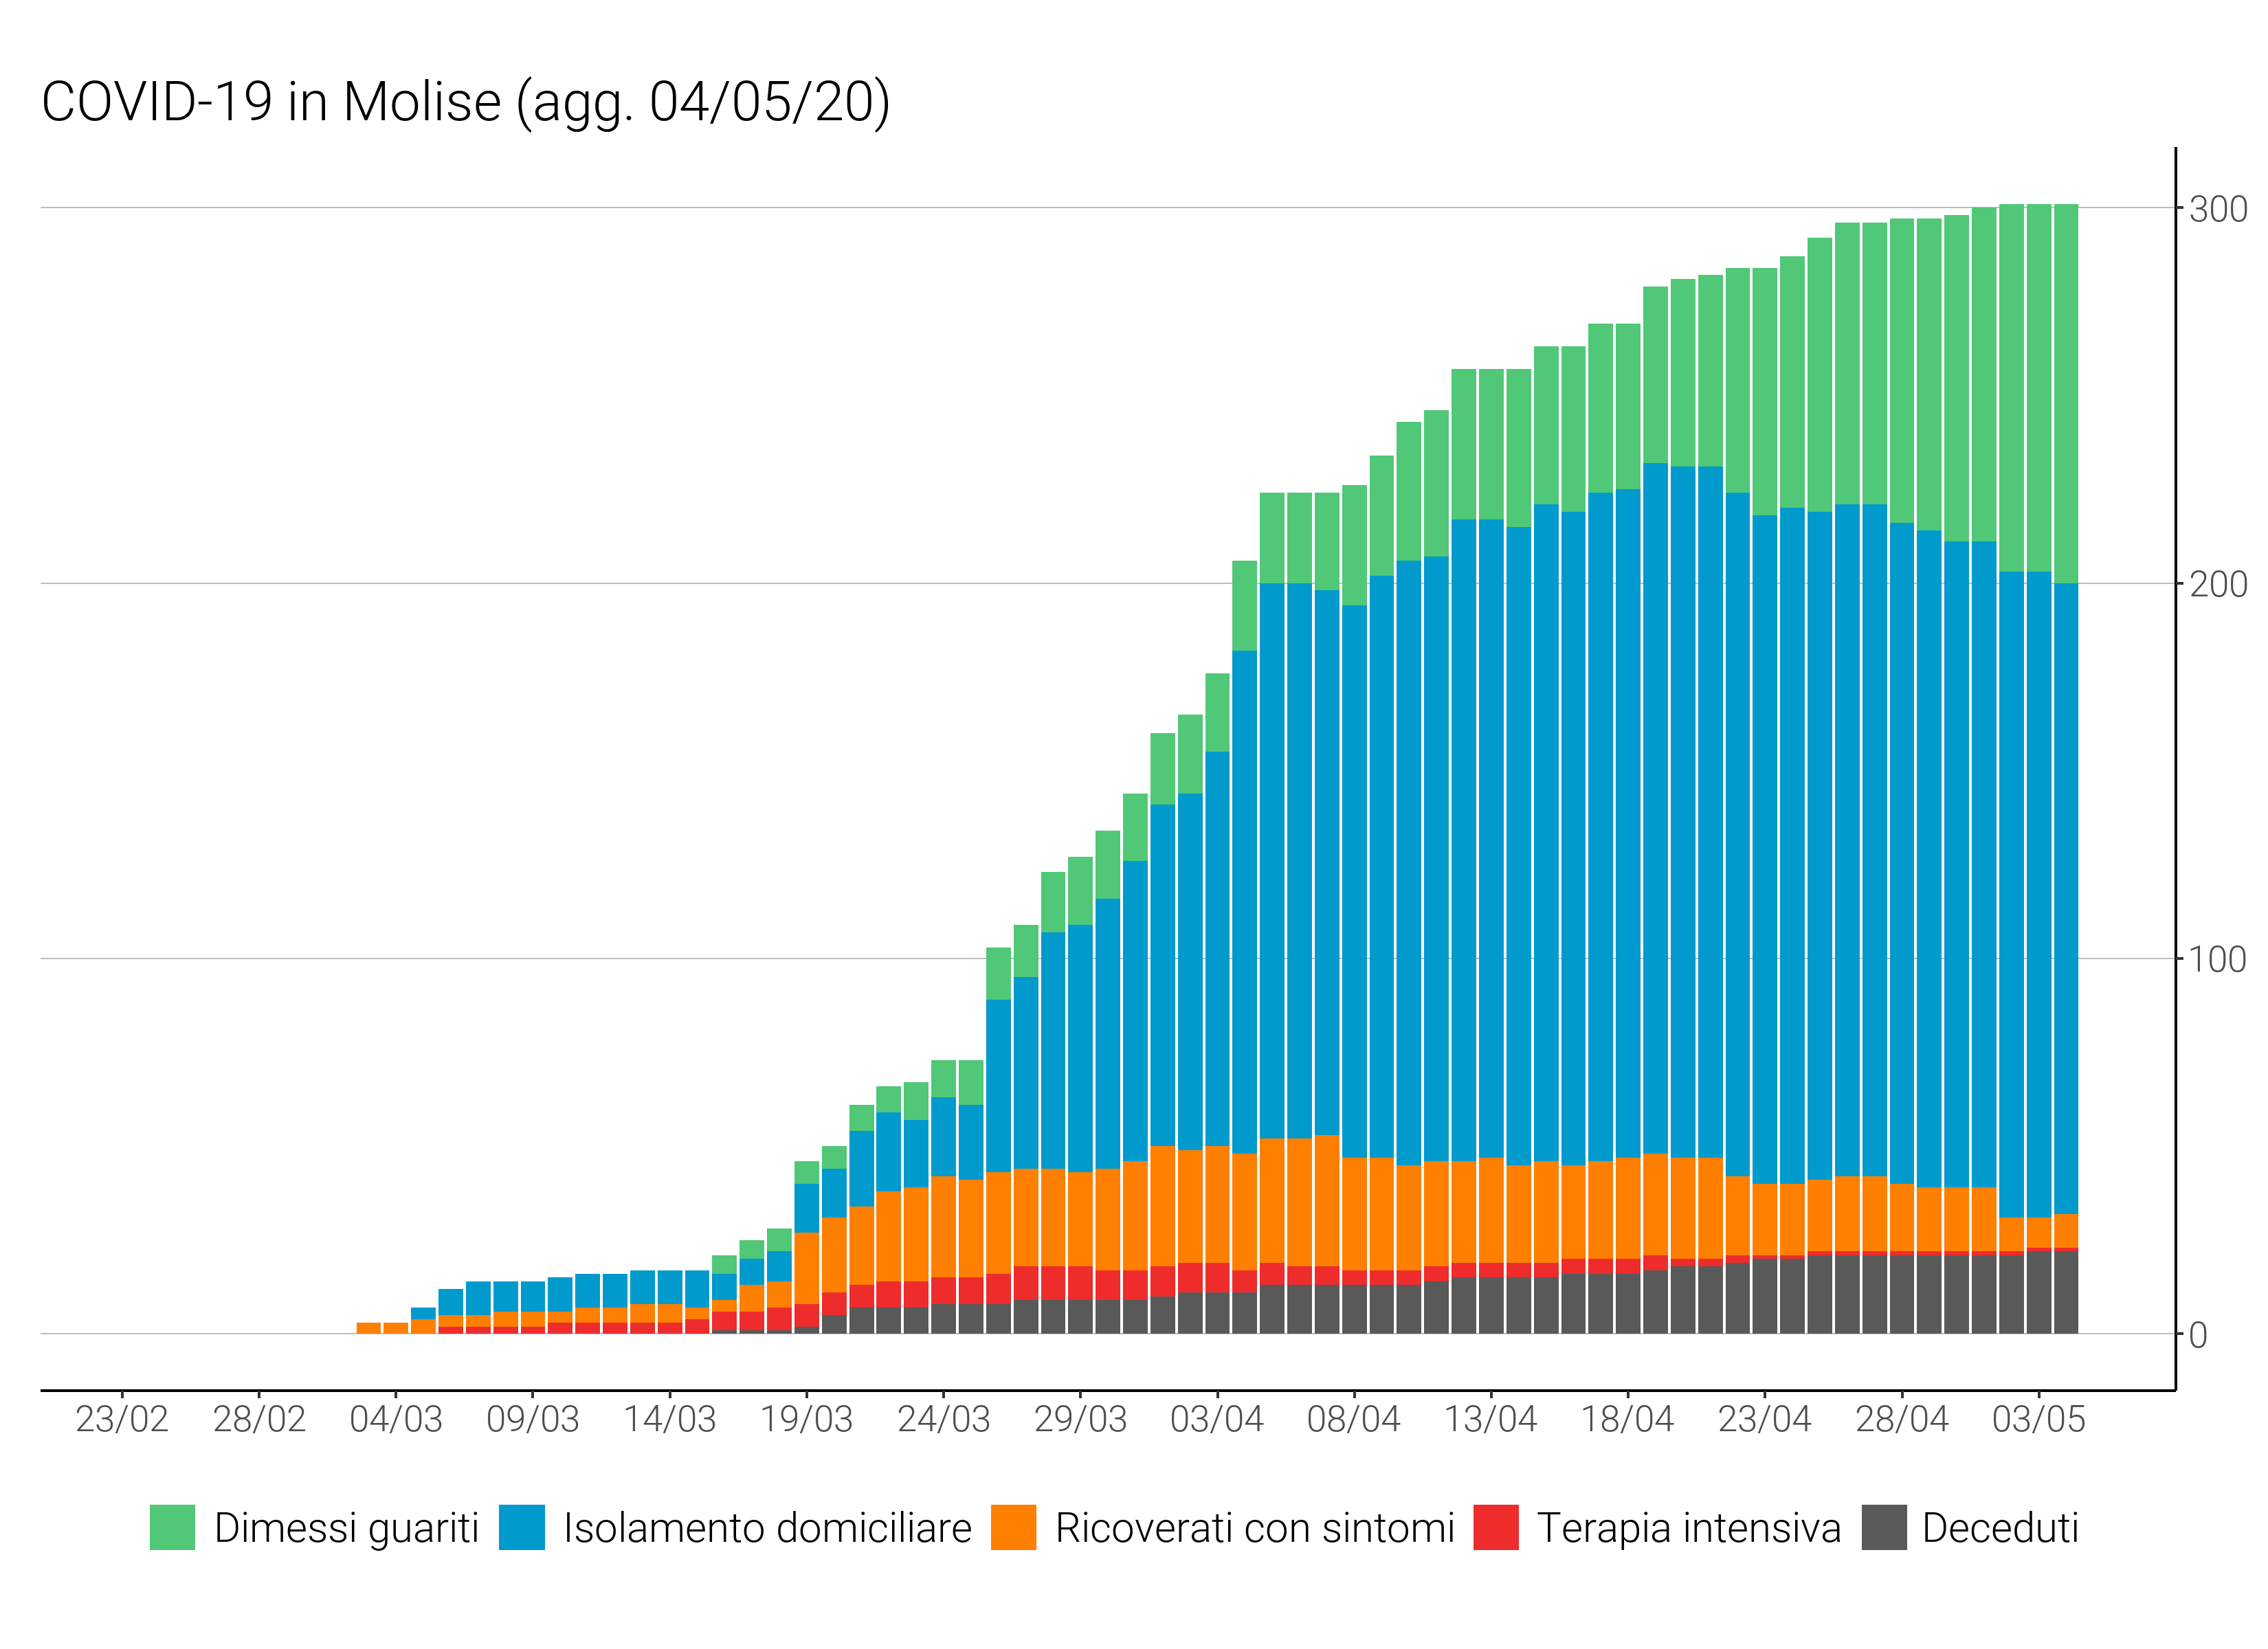 COVID-19 in Molise (agg. 04/05/20)
300
200
100
0
23/02 28/02 04/03 09/03 14/03 19/03 24/03 29/03 03/04 08/04 13/04 18/04 23/04 28/04 03/05
Dimessi guariti Isolamento domiciliare Ricoverati con sintomi Terapia intensiva Deceduti